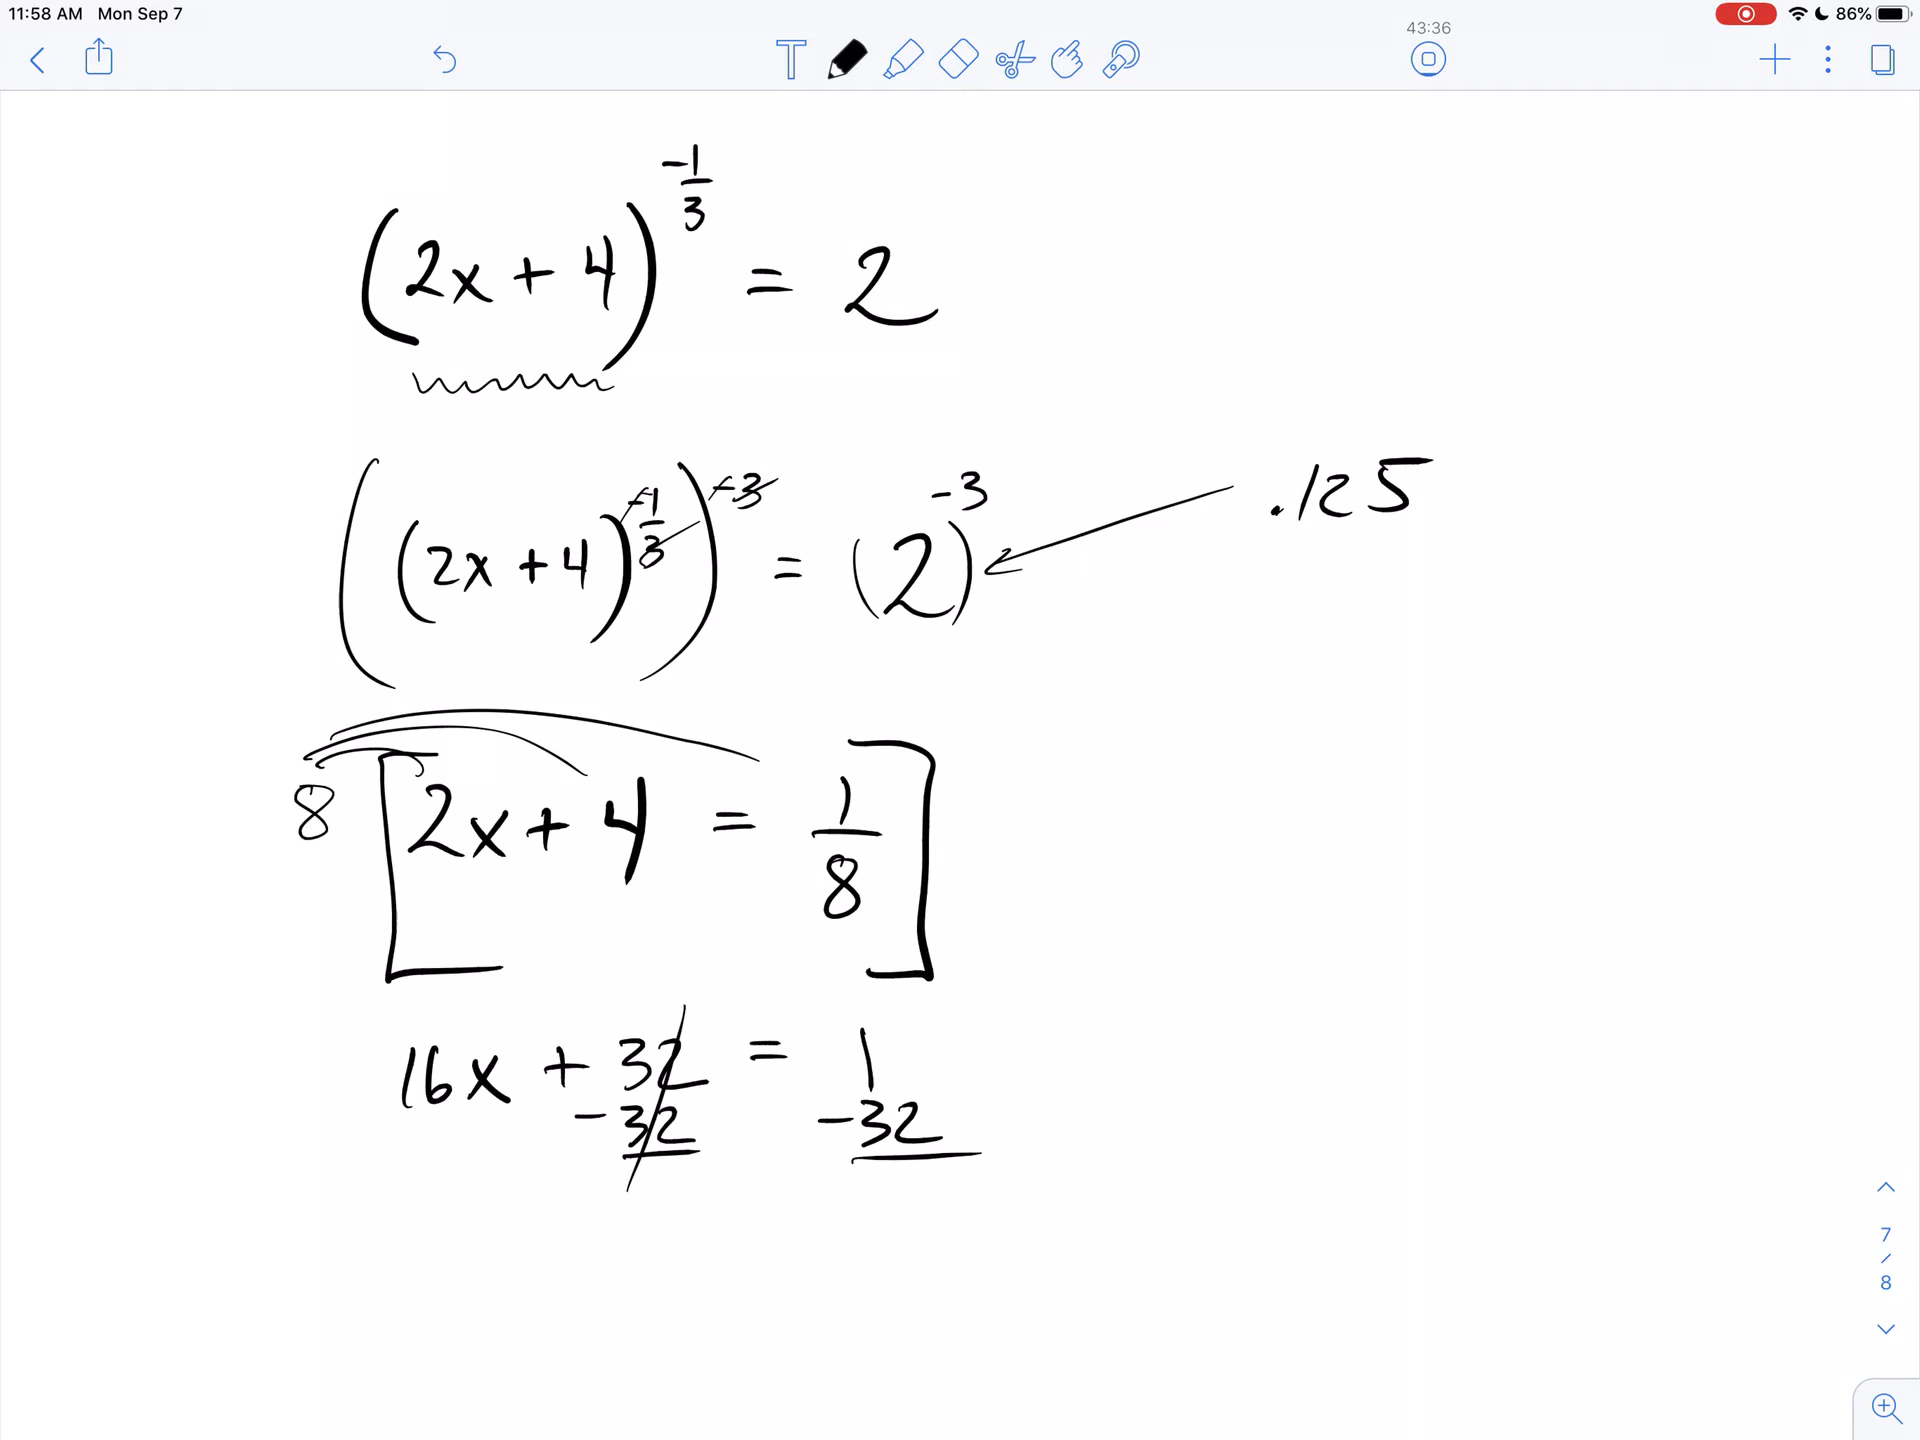 11:58 AM Mon Sep 7
86%
43:36
T
(2x + 4)^(-1/3) = 2
((2x + 4)^(-1/3))^(-3) = (2)^(-3)
.125
8 [2x + 4 = 1/8]
16x + 32 = 1
-32 -32
7
/
8